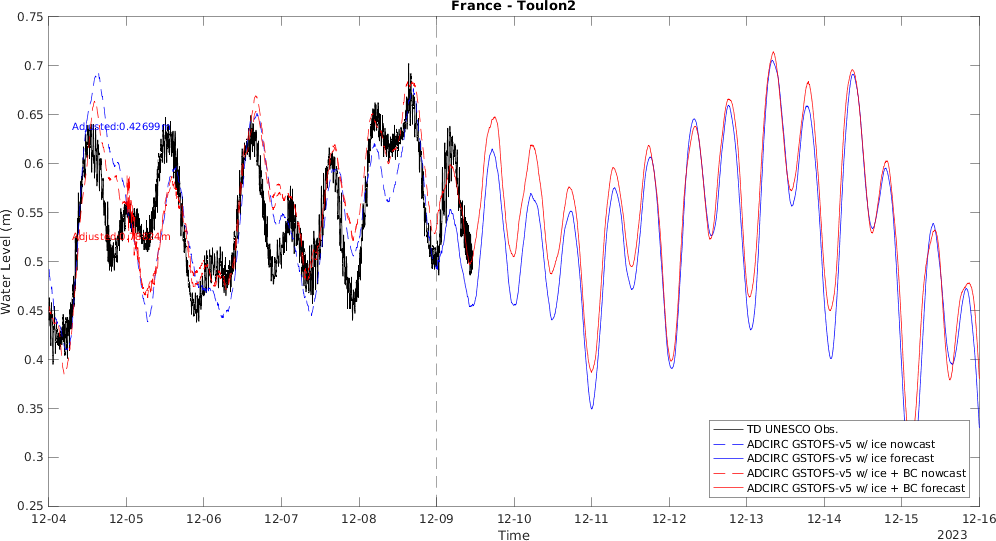 France - Toulon2
0.75
0.7
0.65
0.6
0.55
0.5
0.45
0.4
0.35
0.3
0.25
Water Level (m)
Adjusted:0.42699m
TD UNESCO Obs.
ADCIRC GSTOFS-v5 w/ ice nowcast
ADCIRC GSTOFS-v5 w/ ice forecast
ADCIRC GSTOFS-v5 w/ ice + BC nowcast
ADCIRC GSTOFS-v5 w/ ice + BC forecast
12-04
12-05
12-06
12-07
12-08
12-09
12-10
12-11
12-12
12-13
12-14
12-15
12-16
Time
2023